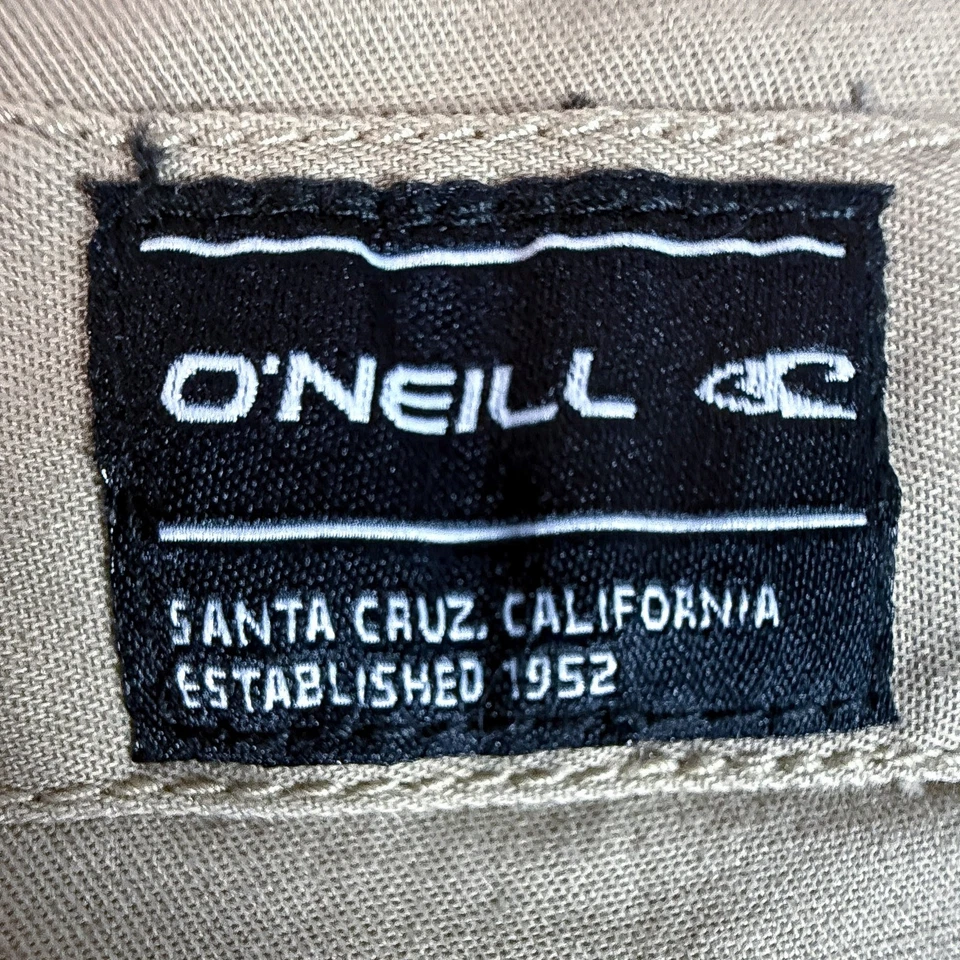 O'NEILL
SANTA CRUZ, CALIFORNIA
ESTABLISHED 1952